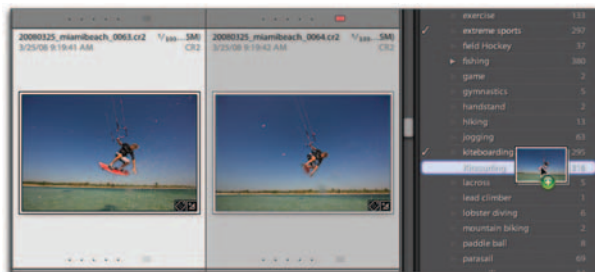 20080325_miamibeach_0063.cr2
3/25/08 9:19:41 AM CR2
20080325_miamibeach_0064.cr2
3/25/08 9:19:42 AM CR2
exercise 133
extreme sports 297
field Hockey 37
fishing 380
game 2
gymnastics 5
handstand 2
hiking 13
jogging 63
kiteboarding 295
lacross 5
lead climber 1
lobster diving 6
mountain biking 2
paddle ball 8
parasail 69